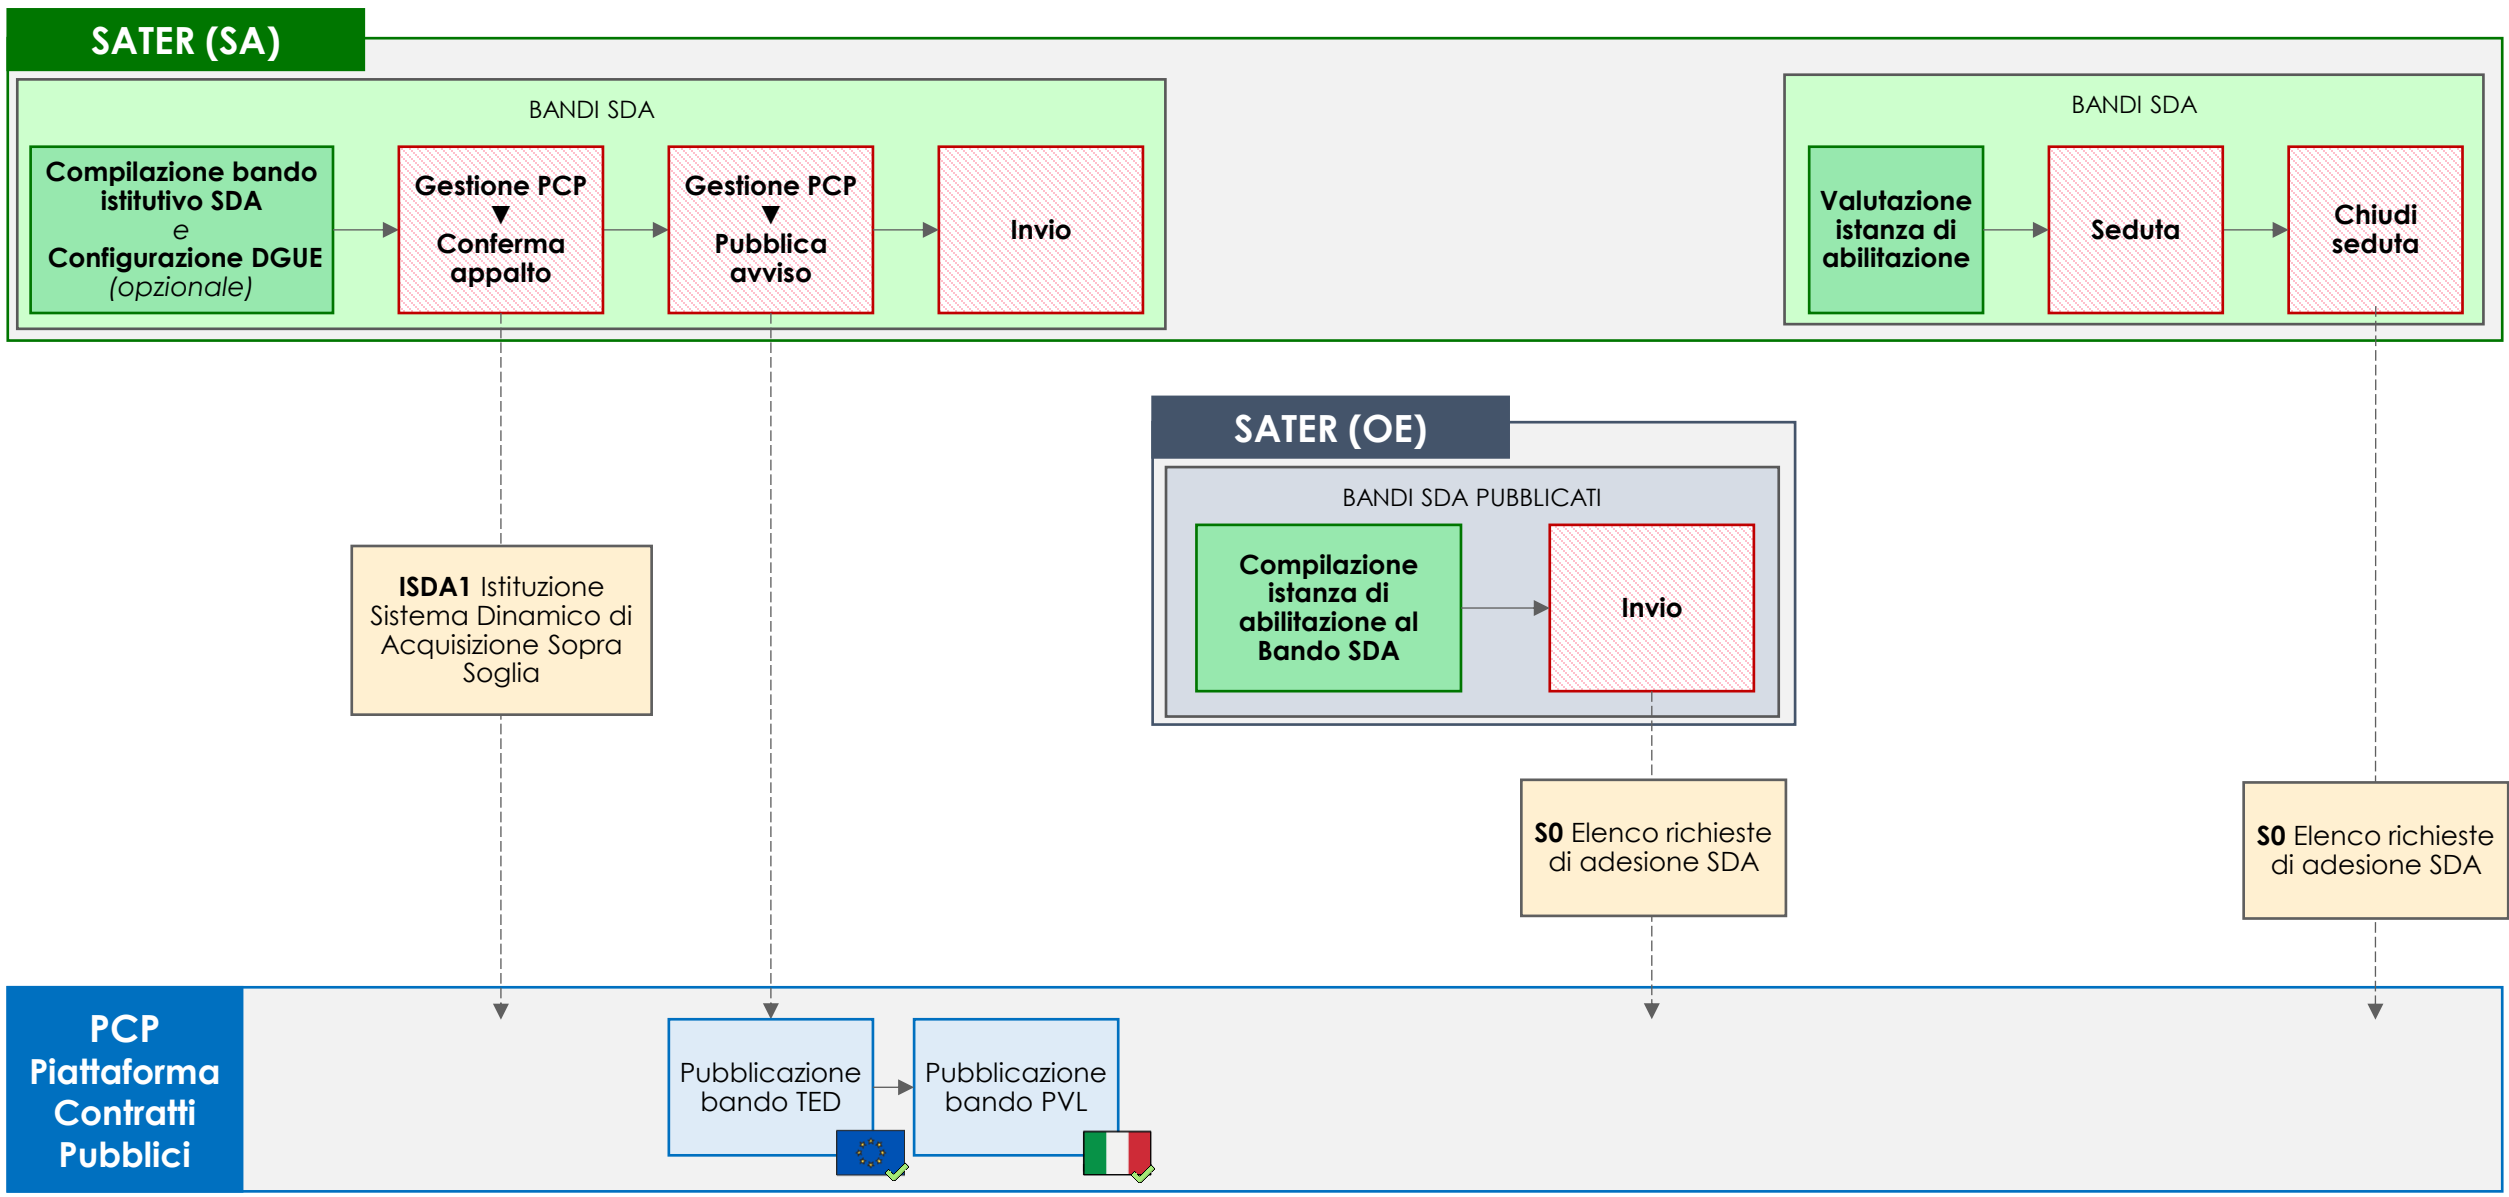 SATER (SA)
BANDI SDA
Compilazione bando
istitutivo SDA
e
Configurazione DGUE
(opzionale)
Gestione PCP
▼
Conferma
appalto
Gestione PCP
▼
Pubblica
avviso
Invio
BANDI SDA
Valutazione
istanza di
abilitazione
Seduta
Chiudi
seduta
SATER (OE)
BANDI SDA PUBBLICATI
Compilazione
istanza di
abilitazione al
Bando SDA
Invio
ISDA1 Istituzione
Sistema Dinamico di
Acquisizione Sopra
Soglia
S0 Elenco richieste
di adesione SDA
S0 Elenco richieste
di adesione SDA
PCP
Piattaforma
Contratti
Pubblici
Pubblicazione
bando TED
Pubblicazione
bando PVL